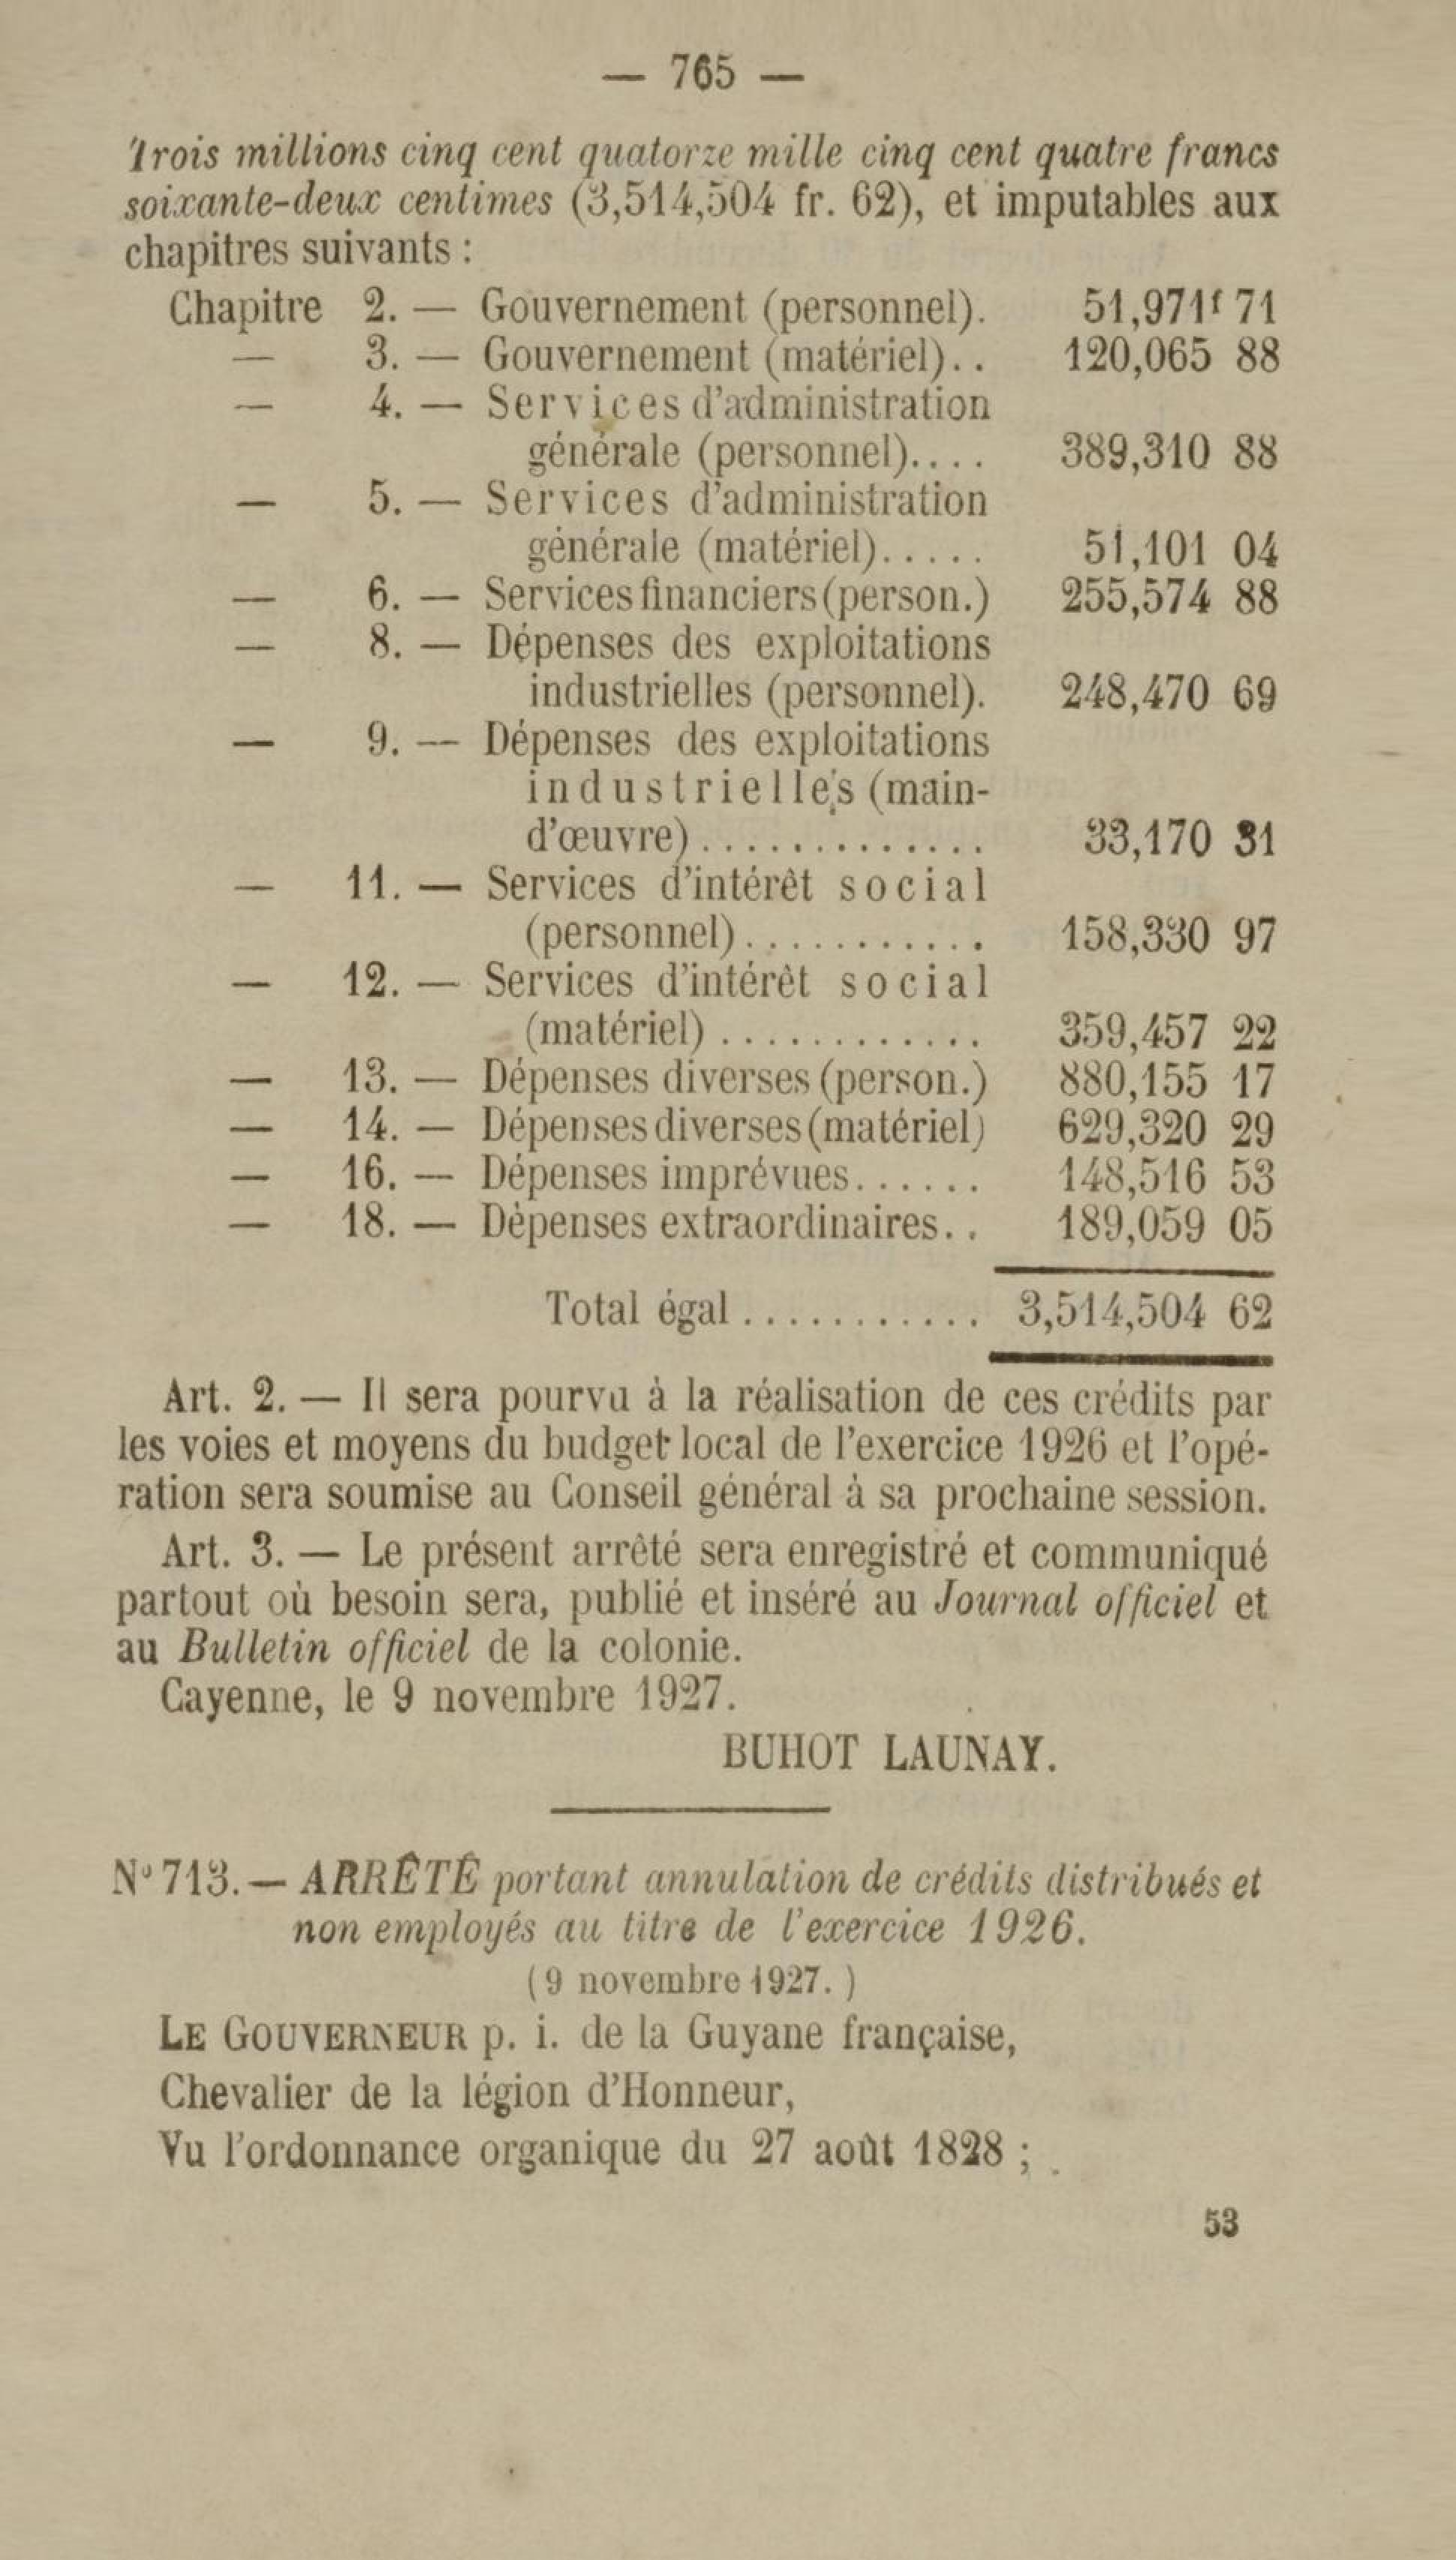 — 765 —
Trois millions cinq cent quatorze mille cinq cent quatre francs
soixante-deux centimes (3,514,504 fr. 62), et imputables aux
chapitres suivants :
Chapitre 2. — Gouvernement (personnel). 51,971f 71
— 3. — Gouvernement (matériel).. 120,065 88
— 4. — Services d'administration
générale (personnel).... 389,310 88
— 5. — Services d'administration
générale (matériel)..... 51,101 04
— 6. — Services financiers (person.) 255,574 88
— 8. — Dépenses des exploitations
industrielles (personnel). 248,470 69
— 9. — Dépenses des exploitations
industrielles (main-
d'œuvre)............. 33,170 31
— 11. — Services d'intérêt social
(personnel)........... 158,330 97
— 12. — Services d'intérêt social
(matériel)............ 359,457 22
— 13. — Dépenses diverses (person.) 880,155 17
— 14. — Dépenses diverses (matériel) 629,320 29
— 16. — Dépenses imprévues...... 148,516 53
— 18. — Dépenses extraordinaires.. 189,059 05
Total égal........... 3,514,504 62
Art. 2. — Il sera pourvu à la réalisation de ces crédits par
les voies et moyens du budget local de l'exercice 1926 et l'opé-
ration sera soumise au Conseil général à sa prochaine session.
Art. 3. — Le présent arrêté sera enregistré et communiqué
partout où besoin sera, publié et inséré au Journal officiel et
au Bulletin officiel de la colonie.
Cayenne, le 9 novembre 1927.
BUHOT LAUNAY.
No 713. — ARRÊTÉ portant annulation de crédits distribués et
non employés au titre de l'exercice 1926.
(9 novembre 1927.)
LE GOUVERNEUR p. i. de la Guyane française,
Chevalier de la légion d'Honneur,
Vu l'ordonnance organique du 27 août 1828 ;
53